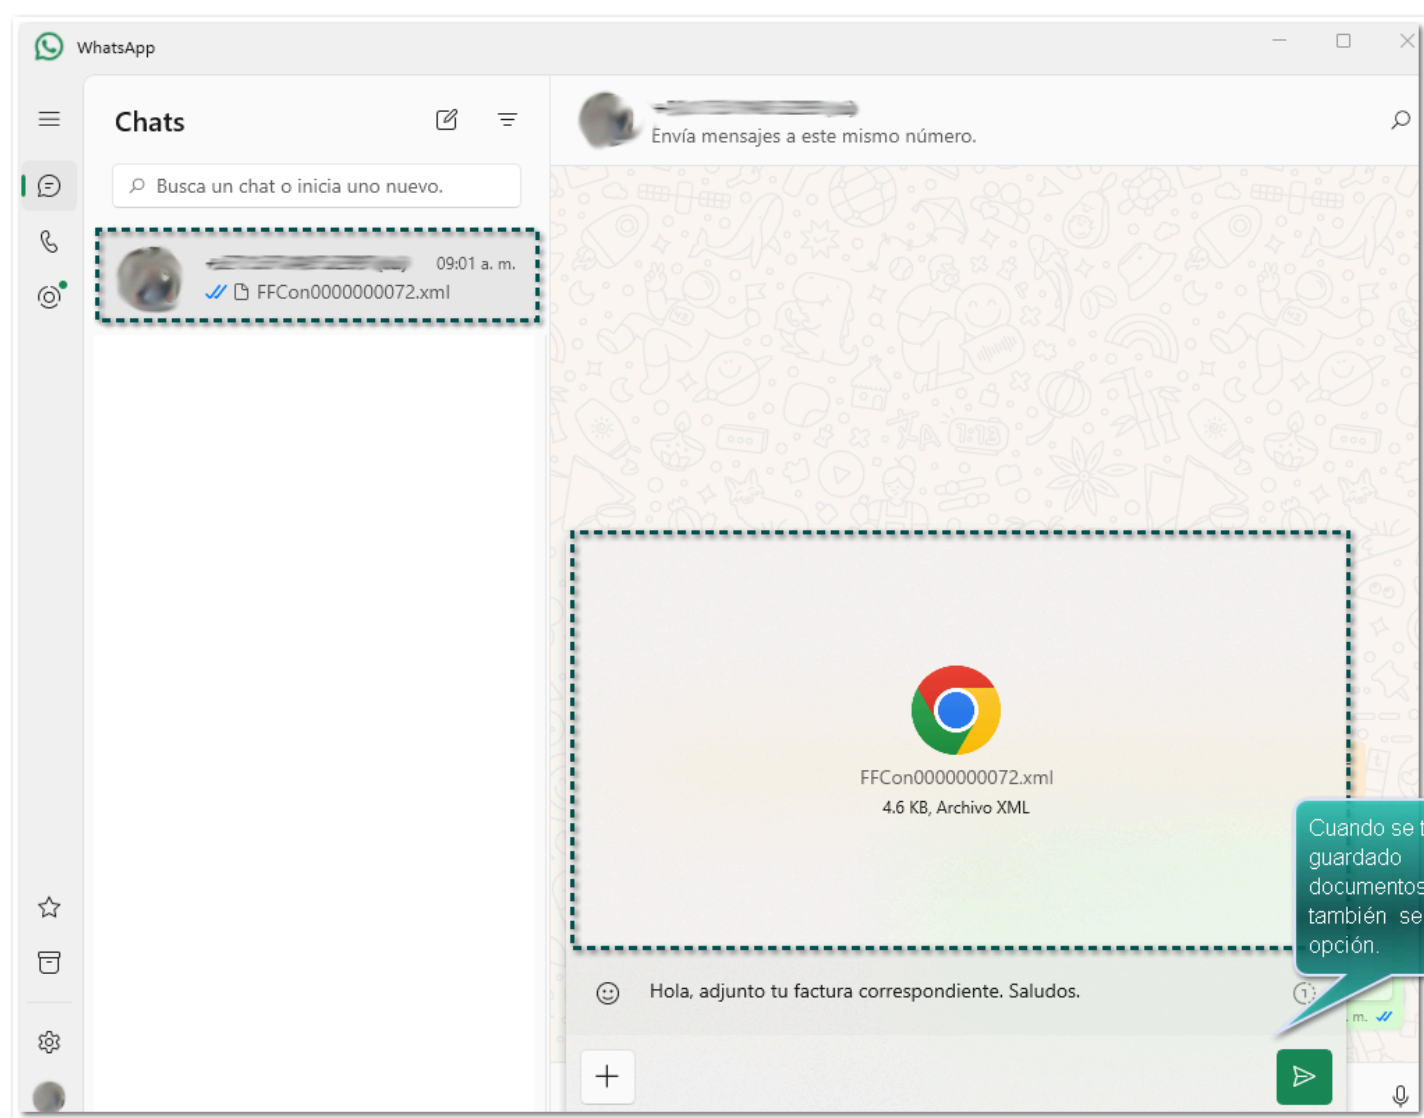 WhatsApp
Chats
Envía mensajes a este mismo número.
Busca un chat o inicia uno nuevo.
09:01 a. m.
FFCon0000000072.xml
FFCon0000000072.xml
4.6 KB, Archivo XML
Cuando se
guardado
documentos
también se
opción.
Hola, adjunto tu factura correspondiente. Saludos.
m.